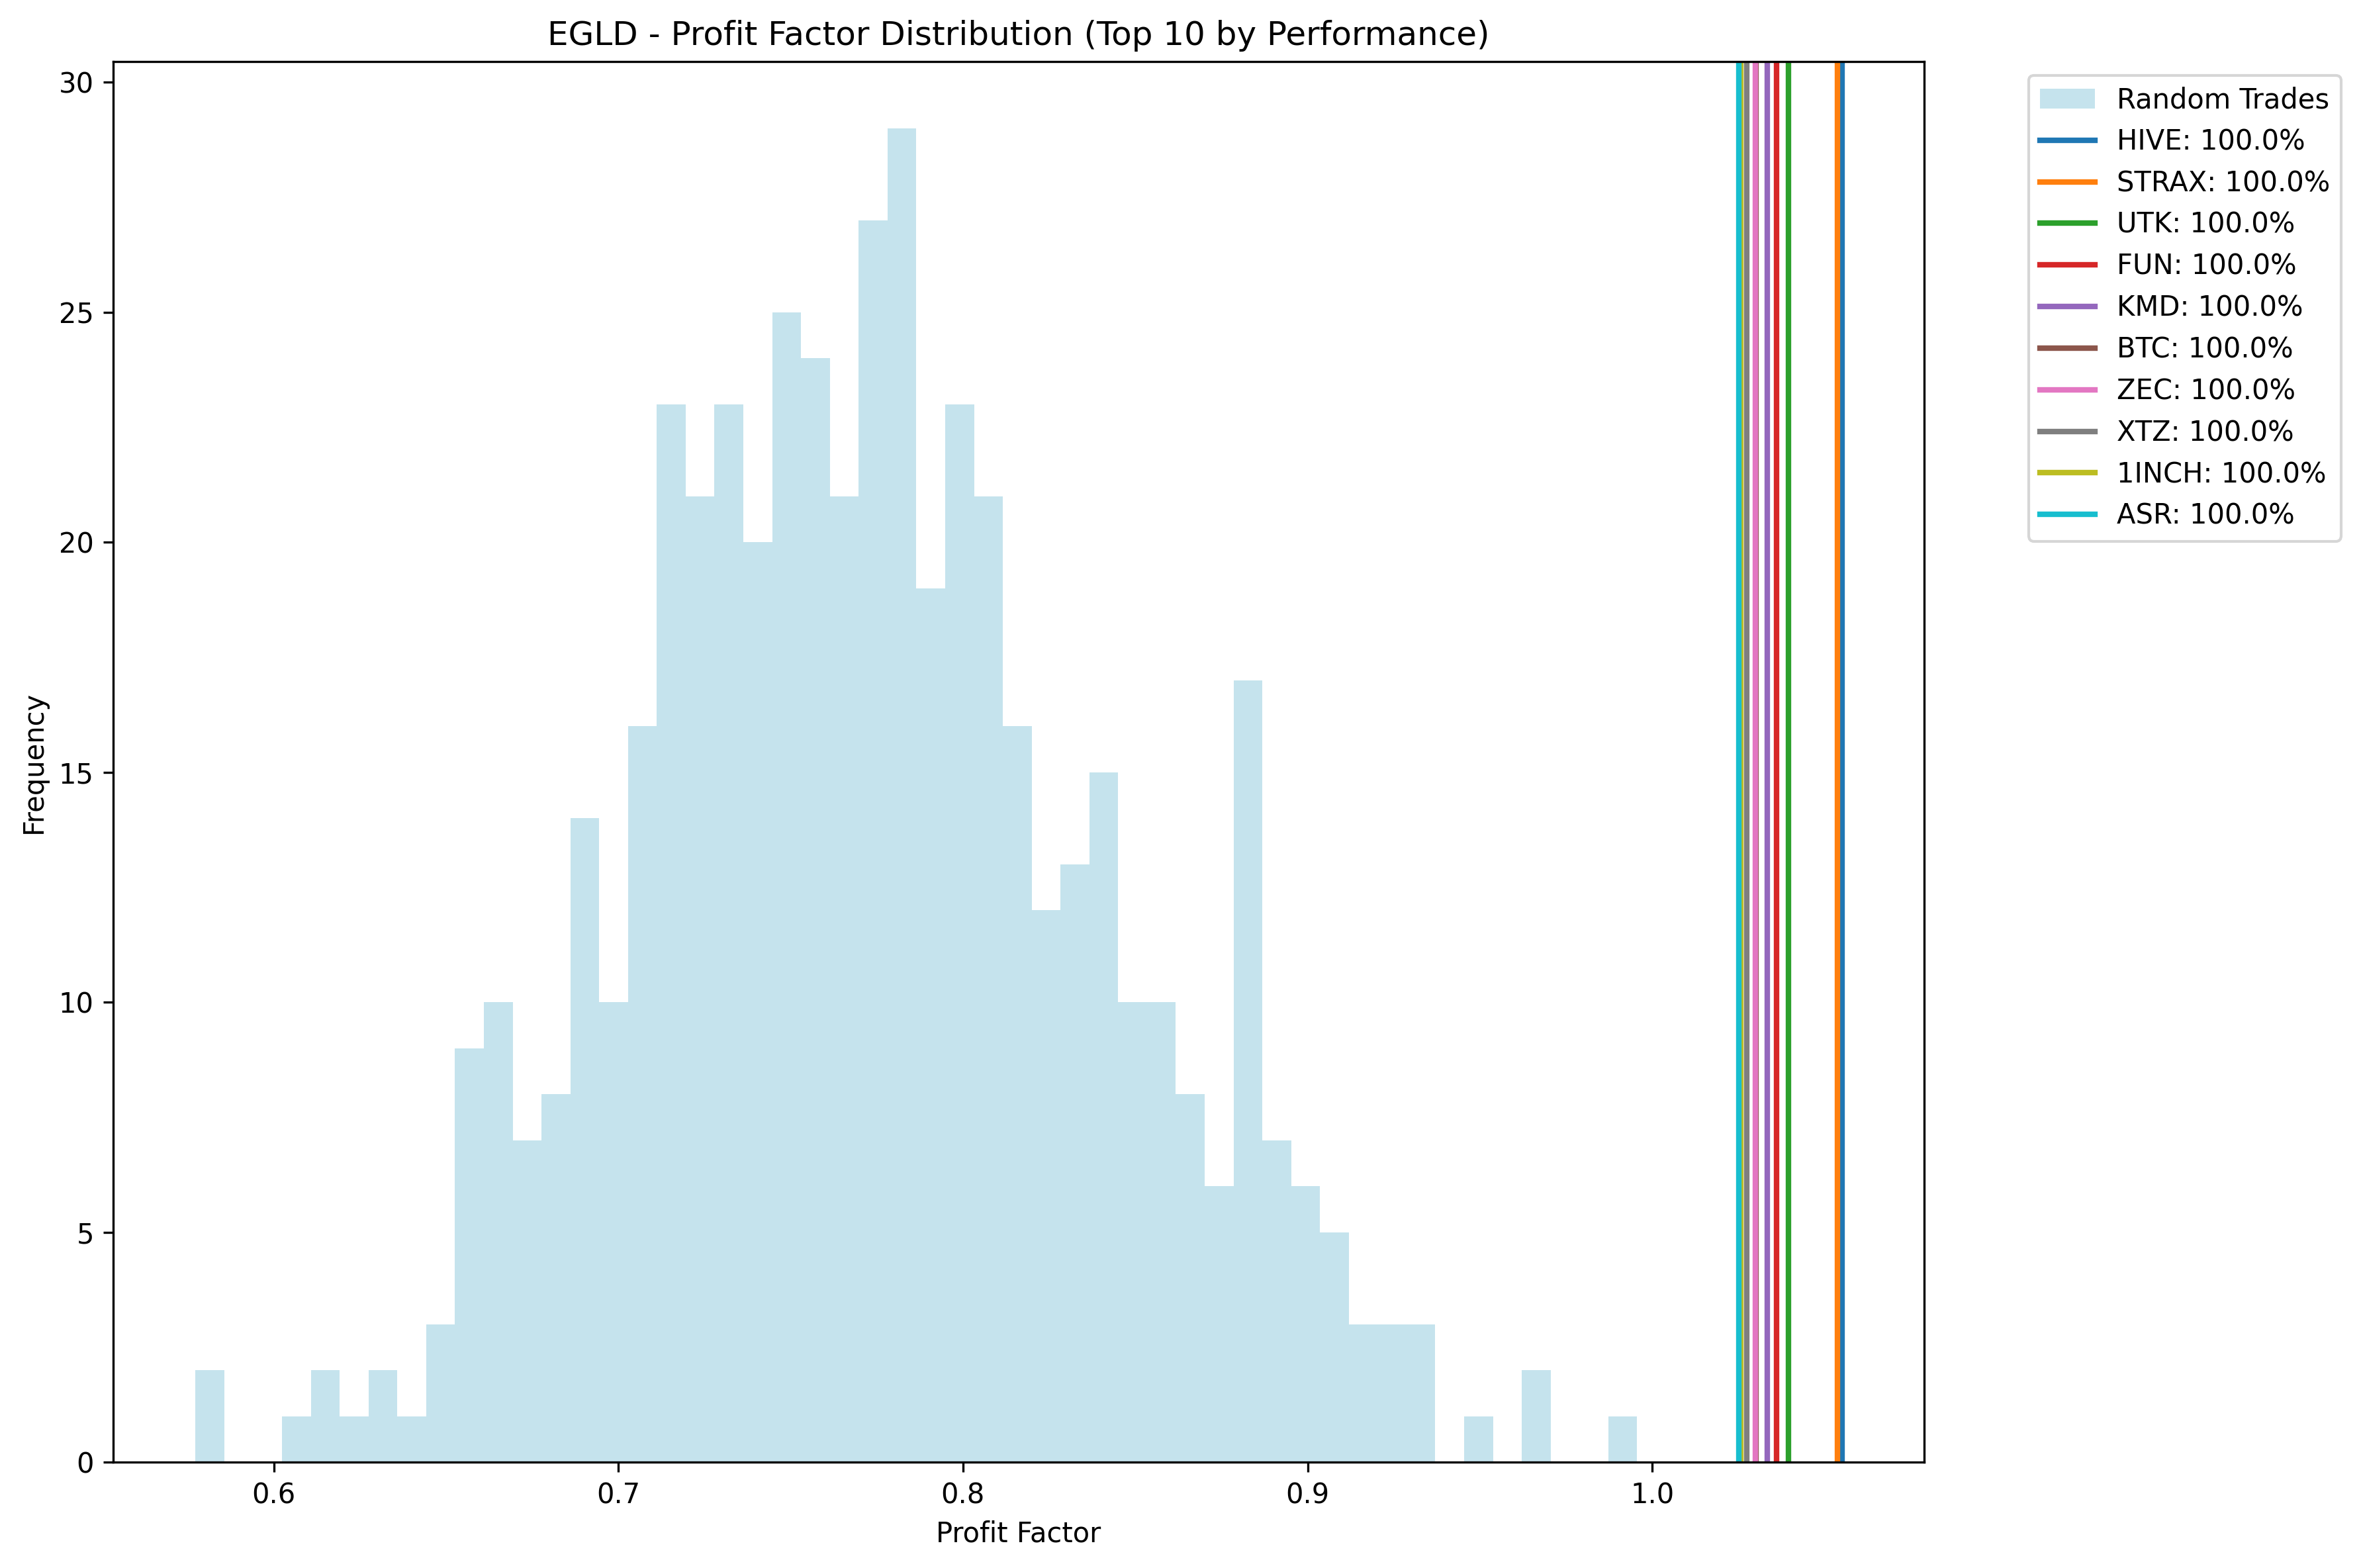 EGLD - Profit Factor Distribution (Top 10 by Performance)
30
25
20
15
10
5
0
Frequency
0.6
0.7
0.8
0.9
1.0
Profit Factor
Random Trades
HIVE: 100.0%
STRAX: 100.0%
UTK: 100.0%
FUN: 100.0%
KMD: 100.0%
BTC: 100.0%
ZEC: 100.0%
XTZ: 100.0%
1INCH: 100.0%
ASR: 100.0%